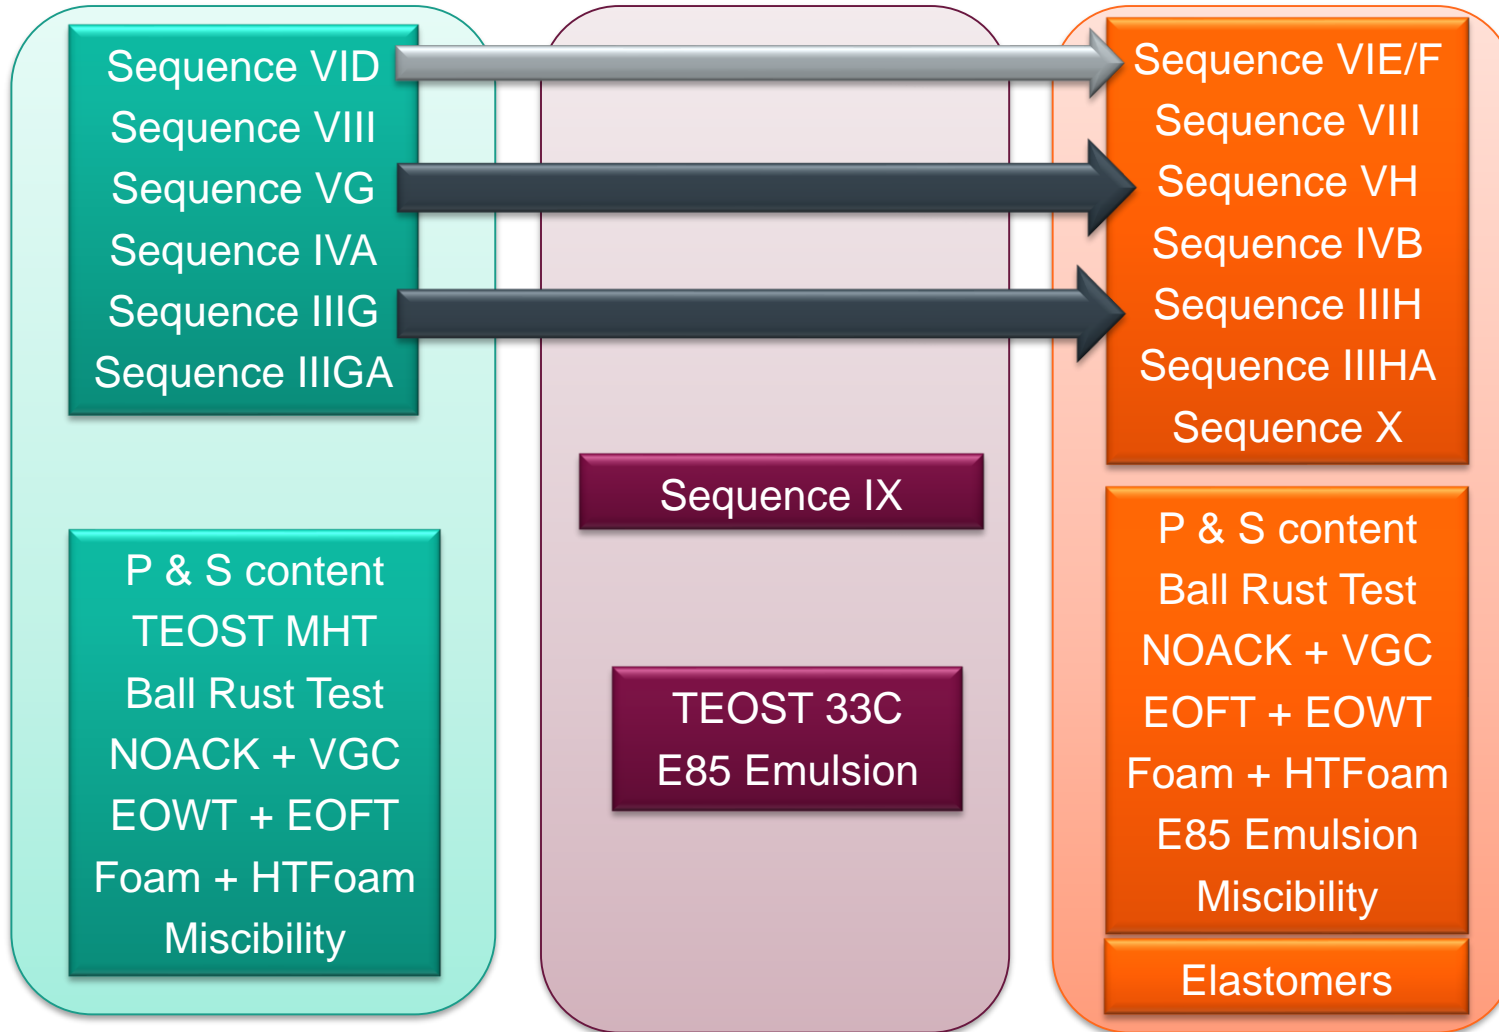 Sequence VID
Sequence VIII
Sequence VG
Sequence IVA
Sequence IIIG
Sequence IIIGA
P & S content
TEOST MHT
Ball Rust Test
NOACK + VGC
EOWT + EOFT
Foam + HTFoam
Miscibility
Sequence IX
TEOST 33C
E85 Emulsion
Sequence VIE/F
Sequence VIII
Sequence VH
Sequence IVB
Sequence IIIH
Sequence IIIHA
Sequence X
P & S content
Ball Rust Test
NOACK + VGC
EOFT + EOWT
Foam + HTFoam
E85 Emulsion
Miscibility
Elastomers